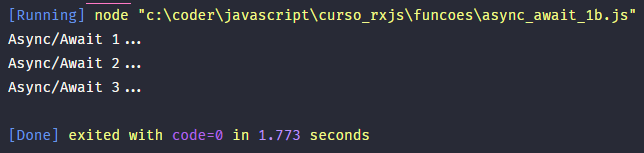 [Running] node "c:\coder\javascript\curso_rxjs\funcoes\async_await_1b.js"
Async/Await 1...
Async/Await 2...
Async/Await 3...
[Done] exited with code=0 in 1.773 seconds